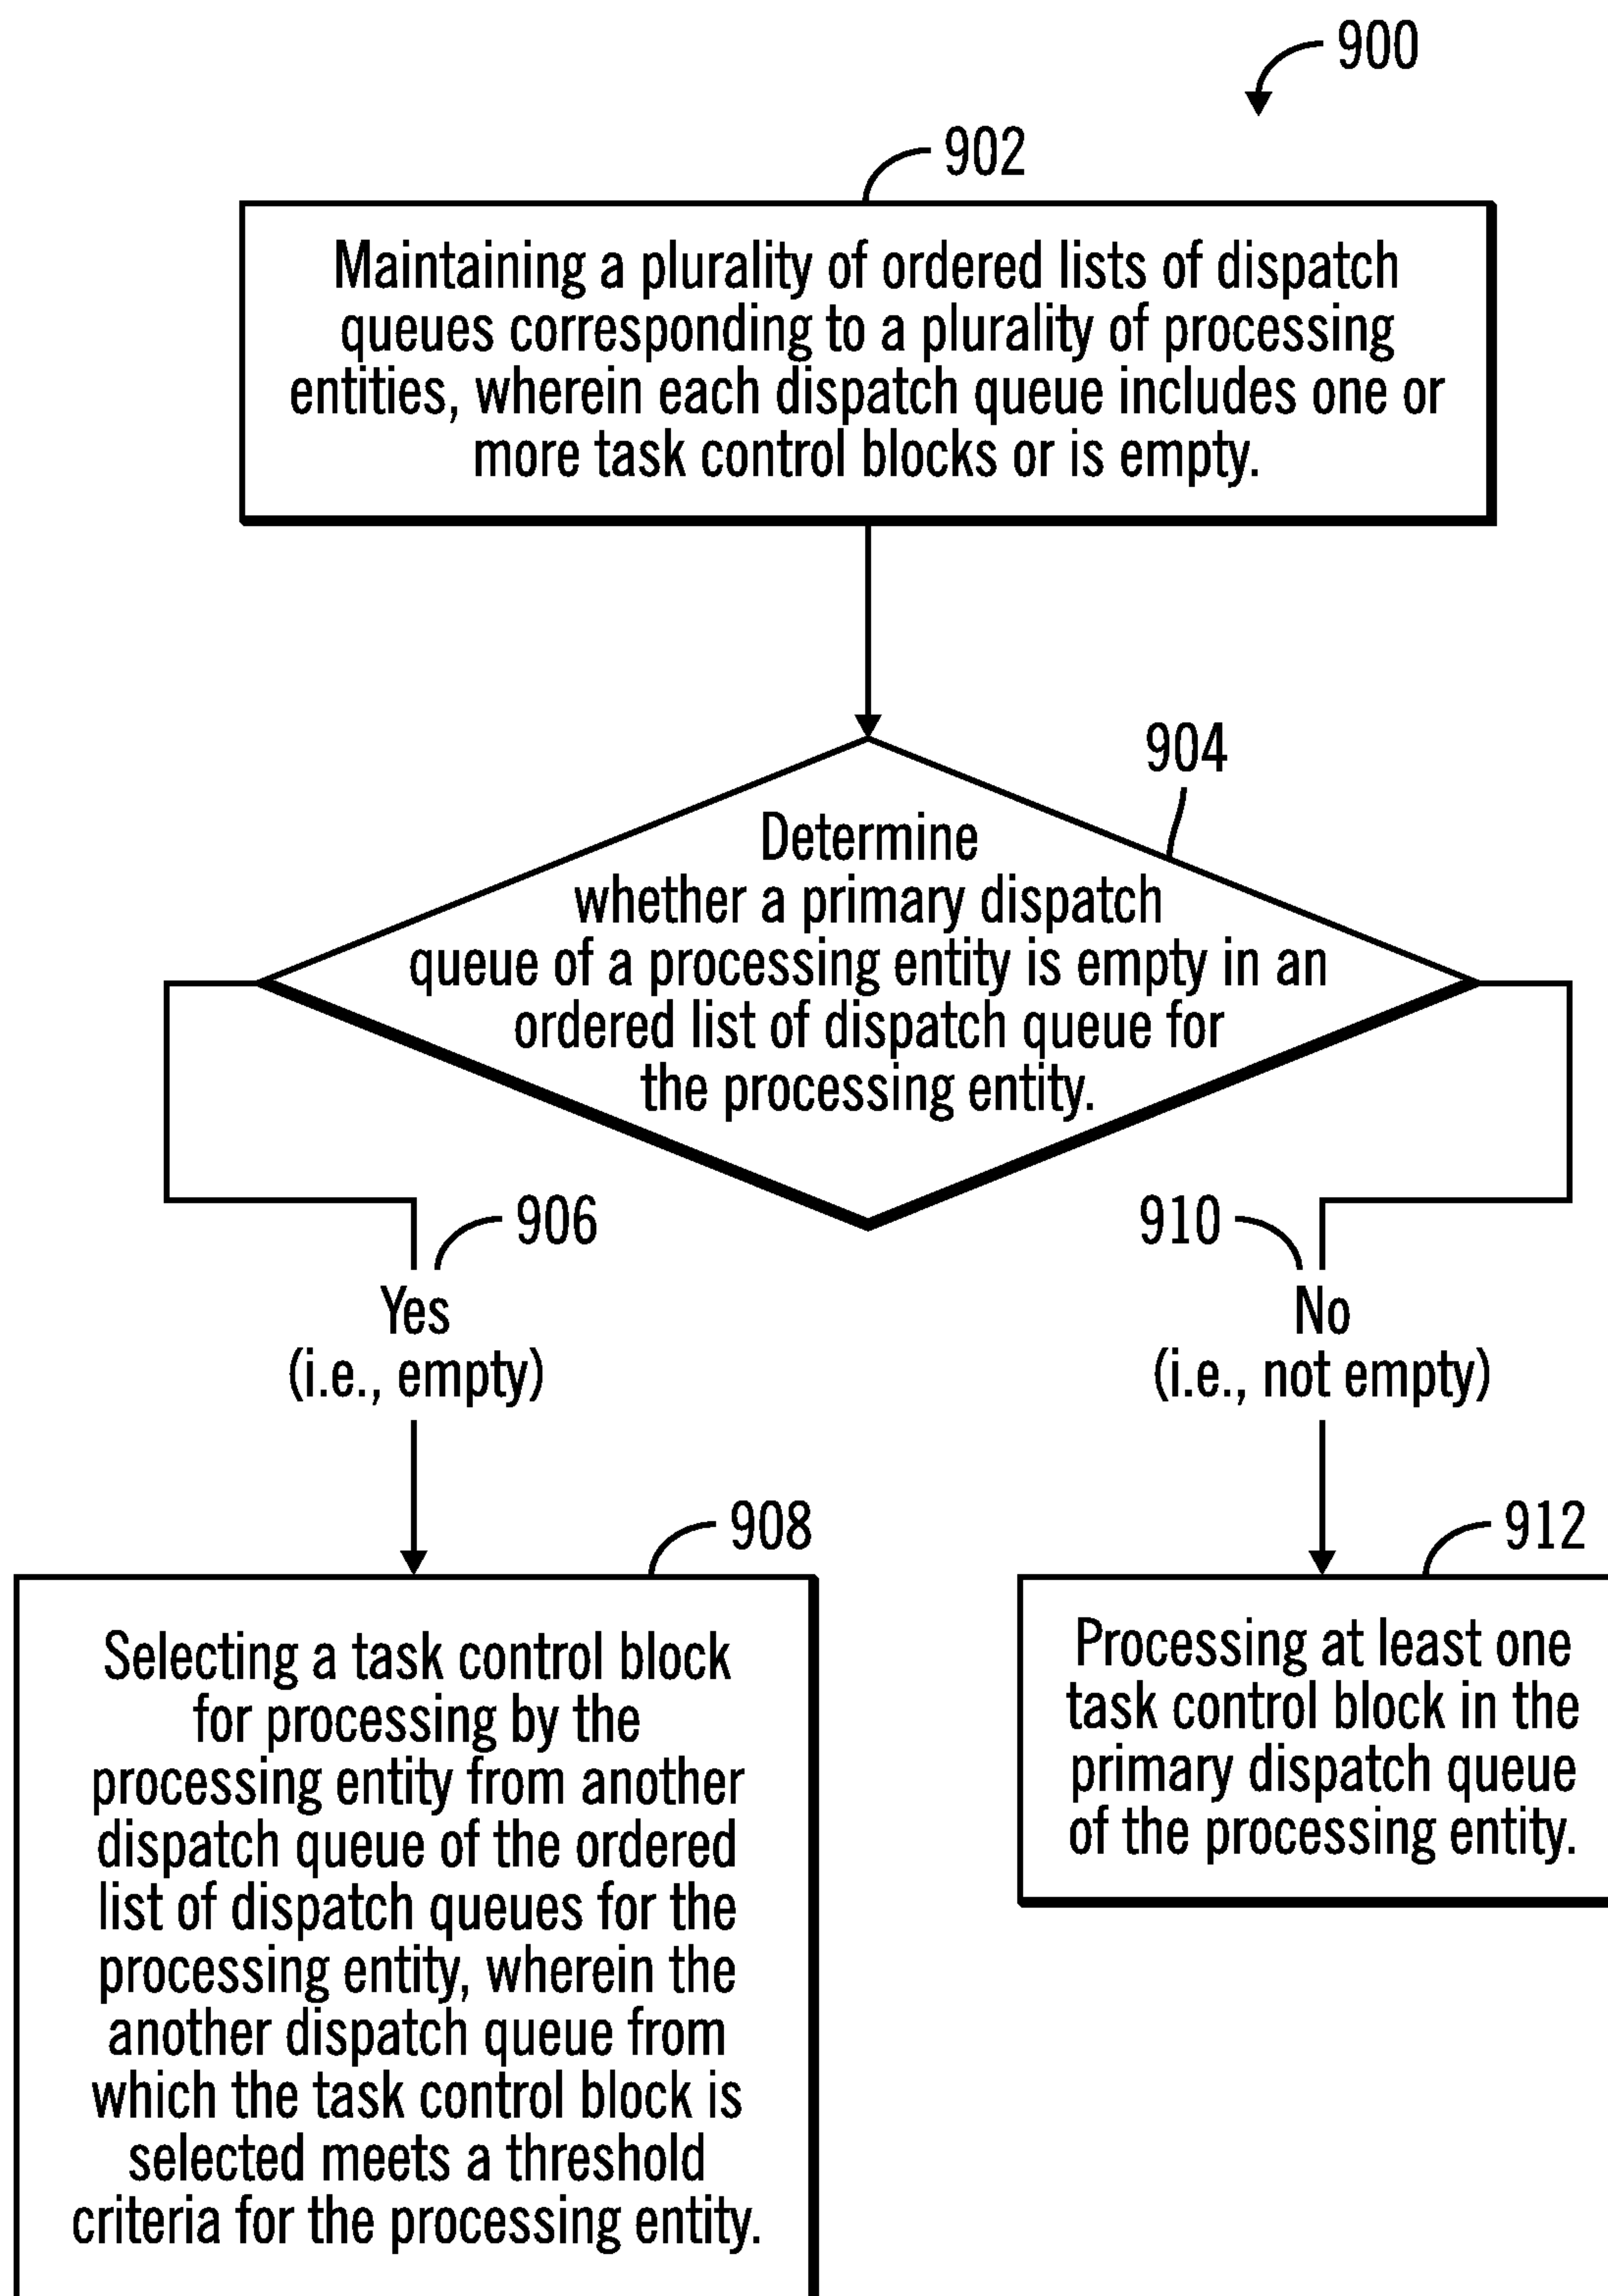 900
902
Maintaining a plurality of ordered lists of dispatch
queues corresponding to a plurality of processing
entities, wherein each dispatch queue includes one or
more task control blocks or is empty.
904
Determine
whether a primary dispatch
queue of a processing entity is empty in an
ordered list of dispatch queue for
the processing entity.
906
Yes
(i.e., empty)
910
No
(i.e., not empty)
908
Selecting a task control block
for processing by the
processing entity from another
dispatch queue of the ordered
list of dispatch queues for the
processing entity, wherein the
another dispatch queue from
which the task control block is
selected meets a threshold
criteria for the processing entity.
912
Processing at least one
task control block in the
primary dispatch queue
of the processing entity.